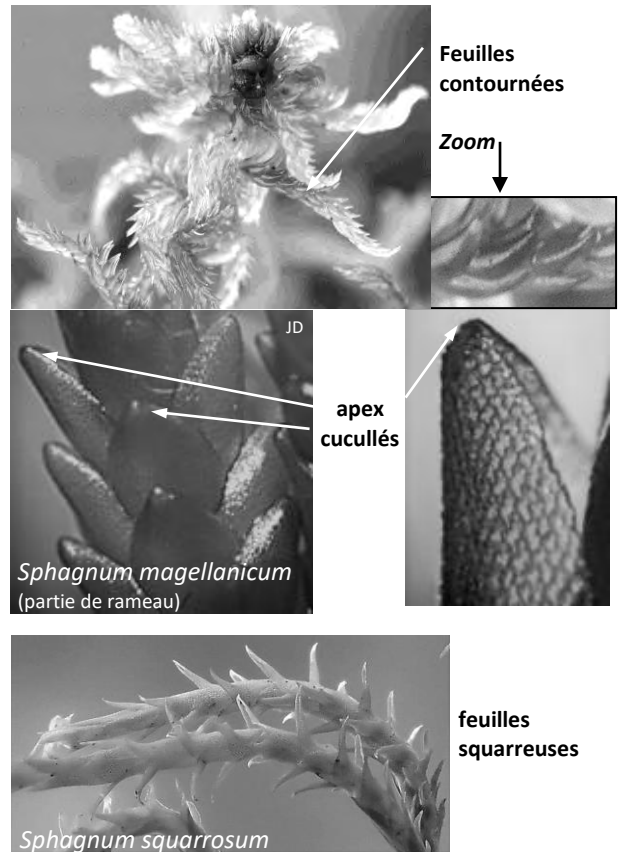 Feuilles
contournées
Zoom
JD
apex
cucullés
Sphagnum magellanicum
(partie de rameau)
feuilles
squarreuses
Sphagnum squarrosum